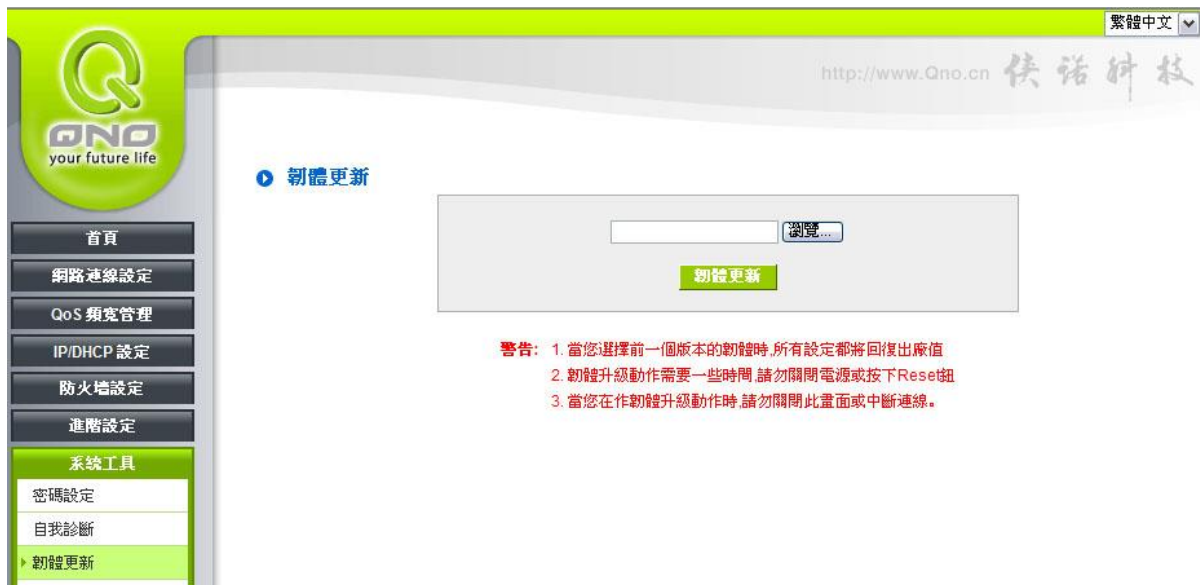 繁體中文
http://www.Qno.cn 俠诺科技
QNO
your future life
韌體更新
瀏覽...
韌體更新
警告: 1. 當您選擇前一個版本的韌體時,所有設定都將回復出廠值
2. 韌體升級動作需要一些時間,請勿關閉電源或按下Reset鈕
3. 當您在作韌體升級動作時,請勿關閉此畫面或中斷連線。
首頁
網路連線設定
QoS 頻寬管理
IP/DHCP 設定
防火墻設定
進階設定
系統工具
密碼設定
自我診斷
韌體更新